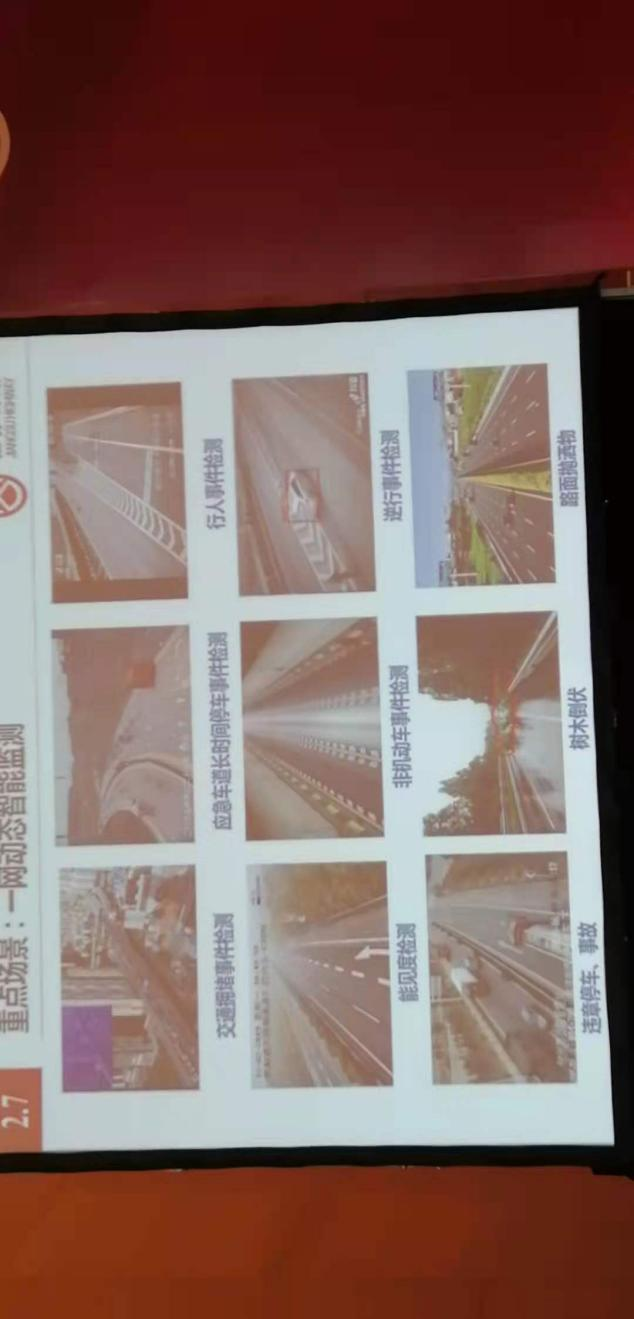 2.7 重点场景：一网动态智能监测
JIANGSU HIGHWAY
交通拥堵事件检测
应急车道长时间停车事件检测
行人事件检测
能见度检测
非机动车事件检测
逆行事件检测
违章停车、事故
树木倒伏
路面抛洒物